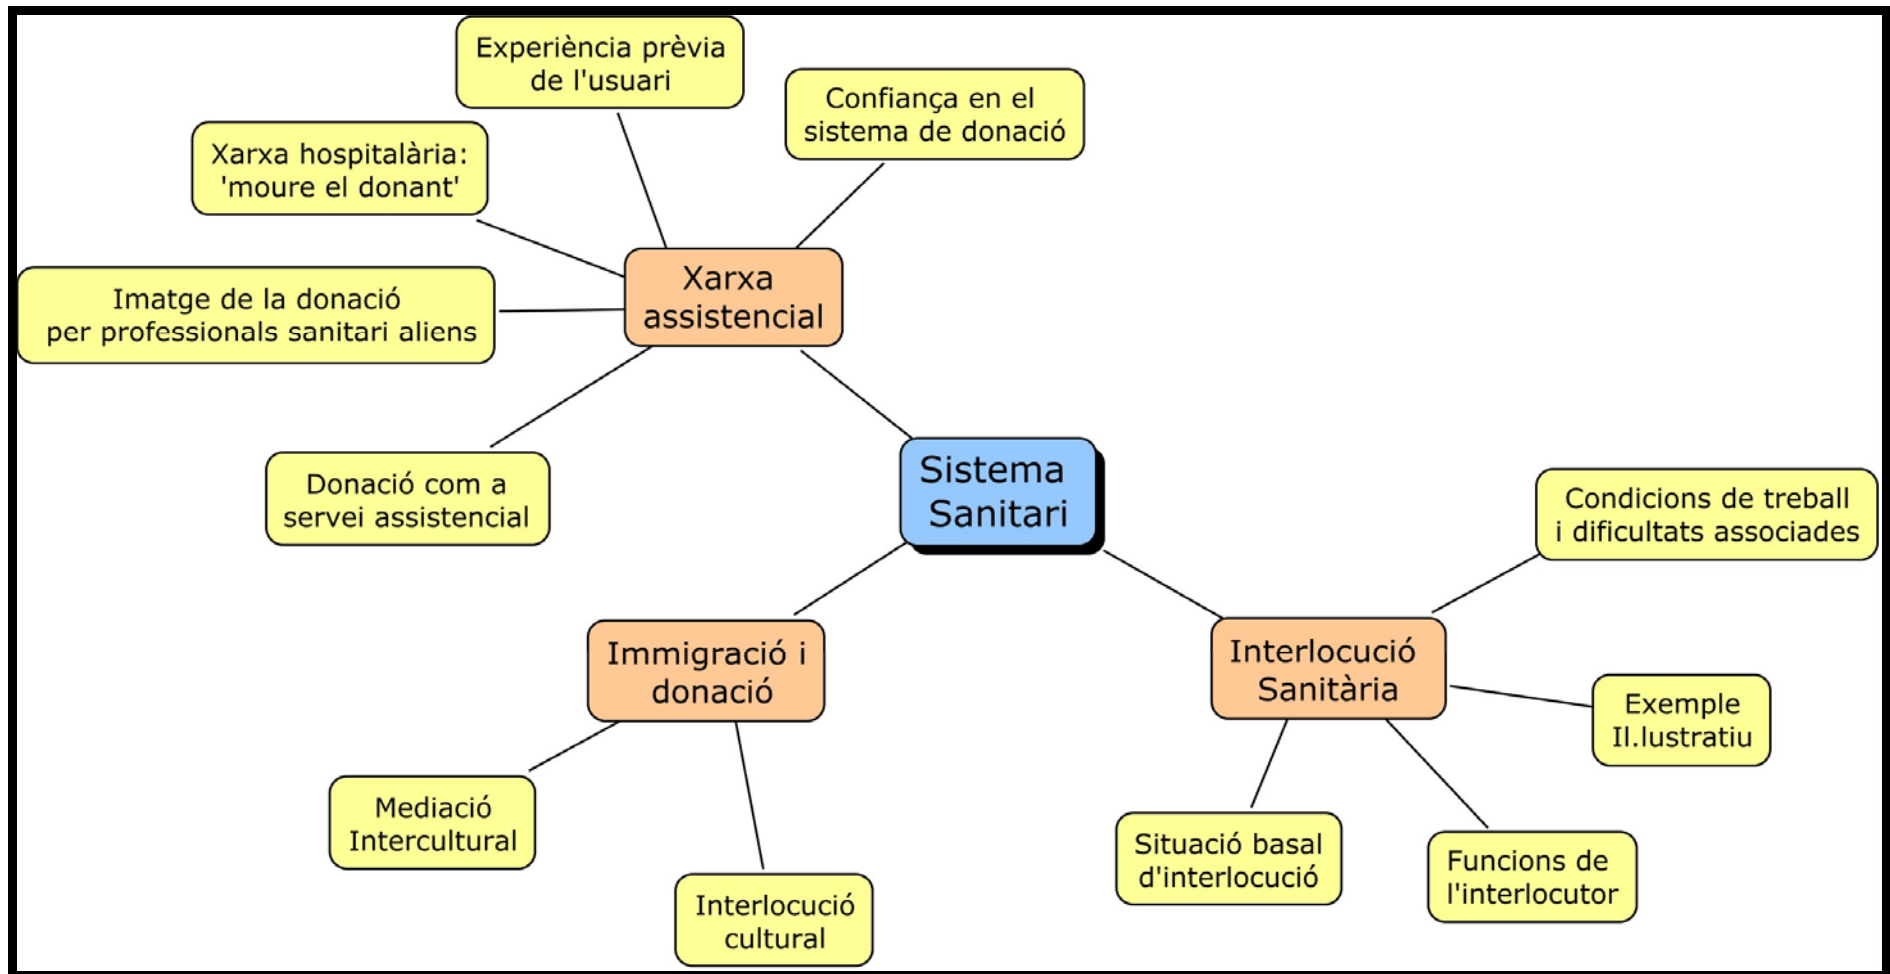 Experiència prèvia
de l'usuari
Confiança en el
sistema de donació
Xarxa hospitalària:
'moure el donant'
Imatge de la donació
per professionals sanitari aliens
Xarxa
assistencial
Donació com a
servei assistencial
Sistema
Sanitari
Condicions de treball
i dificultats associades
Immigració i
donació
Interlocució
Sanitària
Exemple
Il.lustratiu
Mediació
Intercultural
Interlocució
cultural
Situació basal
d'interlocució
Funcions de
l'interlocutor